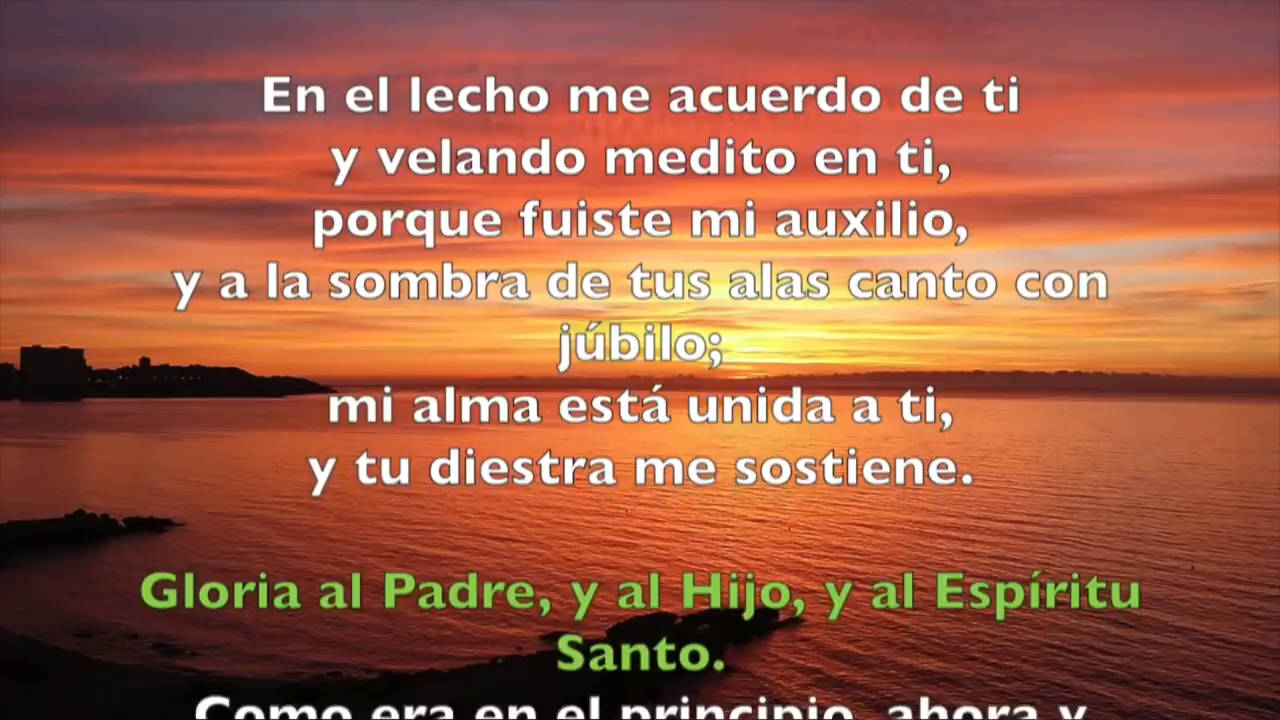 En el lecho me acuerdo de ti
y velando medito en ti,
porque fuiste mi auxilio,
y a la sombra de tus alas canto con
júbilo;
mi alma está unida a ti,
y tu diestra me sostiene.
Gloria al Padre, y al Hijo, y al Espíritu
Santo.
Como era en el principio, ahora y